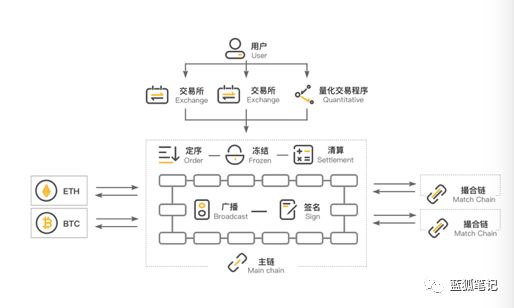 用户
User
交易所
Exchange
交易所
Exchange
量化交易程序
Quantitative
定序
Order
冻结
Frozen
清算
Settlement
ETH
BTC
广播
Broadcast
签名
Sign
撮合链
Match Chain
撮合链
Match Chain
主链
Main chain
蓝狐笔记